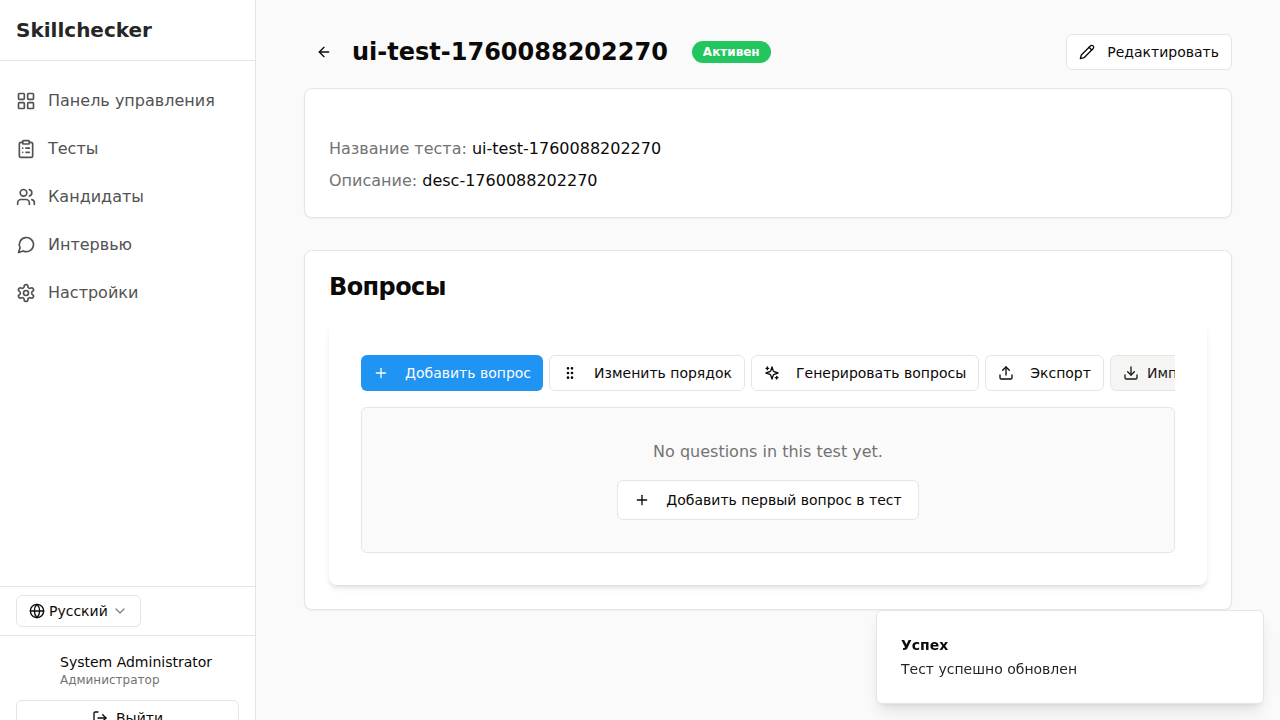 Skillchecker
Панель управления
Тесты
Кандидаты
Интервью
Настройки
Русский
System Administrator
Администратор
Выйти
ui-test-1760088202270
Активен
Редактировать
Название теста: ui-test-1760088202270
Описание: desc-1760088202270
Вопросы
Добавить вопрос
Изменить порядок
Генерировать вопросы
Экспорт
Имп
No questions in this test yet.
Добавить первый вопрос в тест
Успех
Тест успешно обновлен